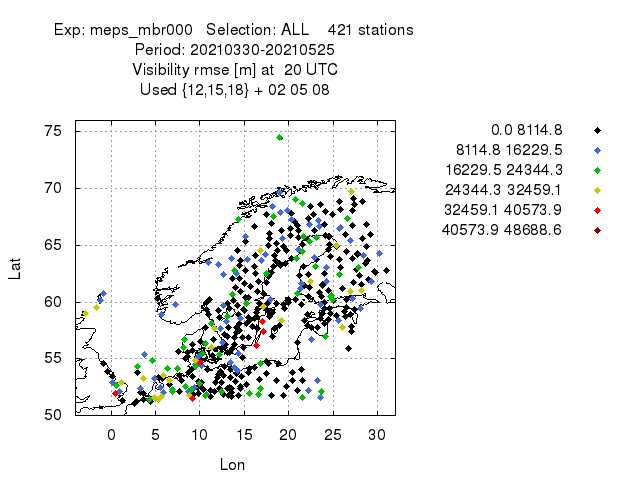 Exp: meps_mbr000   Selection: ALL    421 stations
Period: 20210330-20210525
Visibility rmse [m] at  20 UTC
Used {12,15,18} + 02 05 08
0.0 8114.8
8114.8 16229.5
16229.5 24344.3
24344.3 32459.1
32459.1 40573.9
40573.9 48688.6
75
70
65
60
55
50
Lat
0 5 10 15 20 25 30
Lon